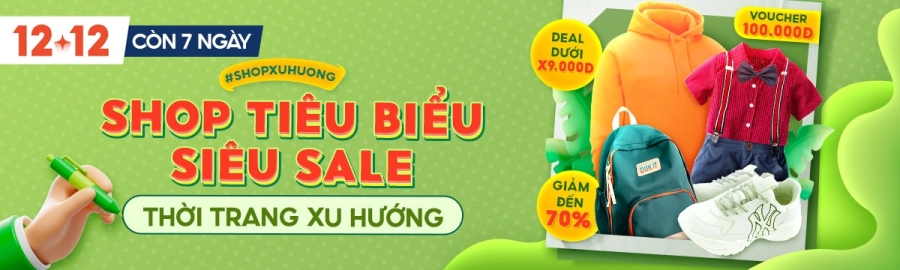 12 12
CÒN 7 NGÀY
#SHOPXUHUONG
SHOP TIÊU BIỂU
SIÊU SALE
THỜI TRANG XU HƯỚNG
DEAL
DƯỚI
X9.000Đ
VOUCHER
100.000Đ
GIẢM
ĐẾN
70%
NY